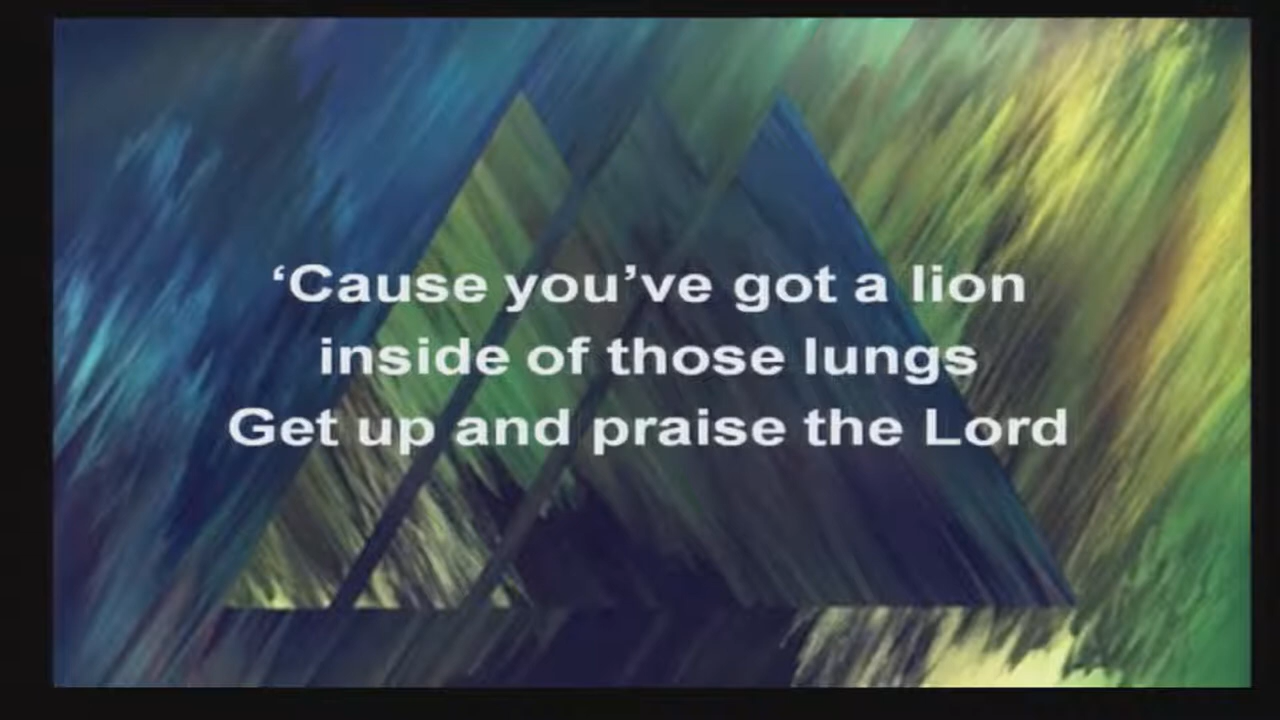 ‘Cause you’ve got a lion
inside of those lungs
Get up and praise the Lord